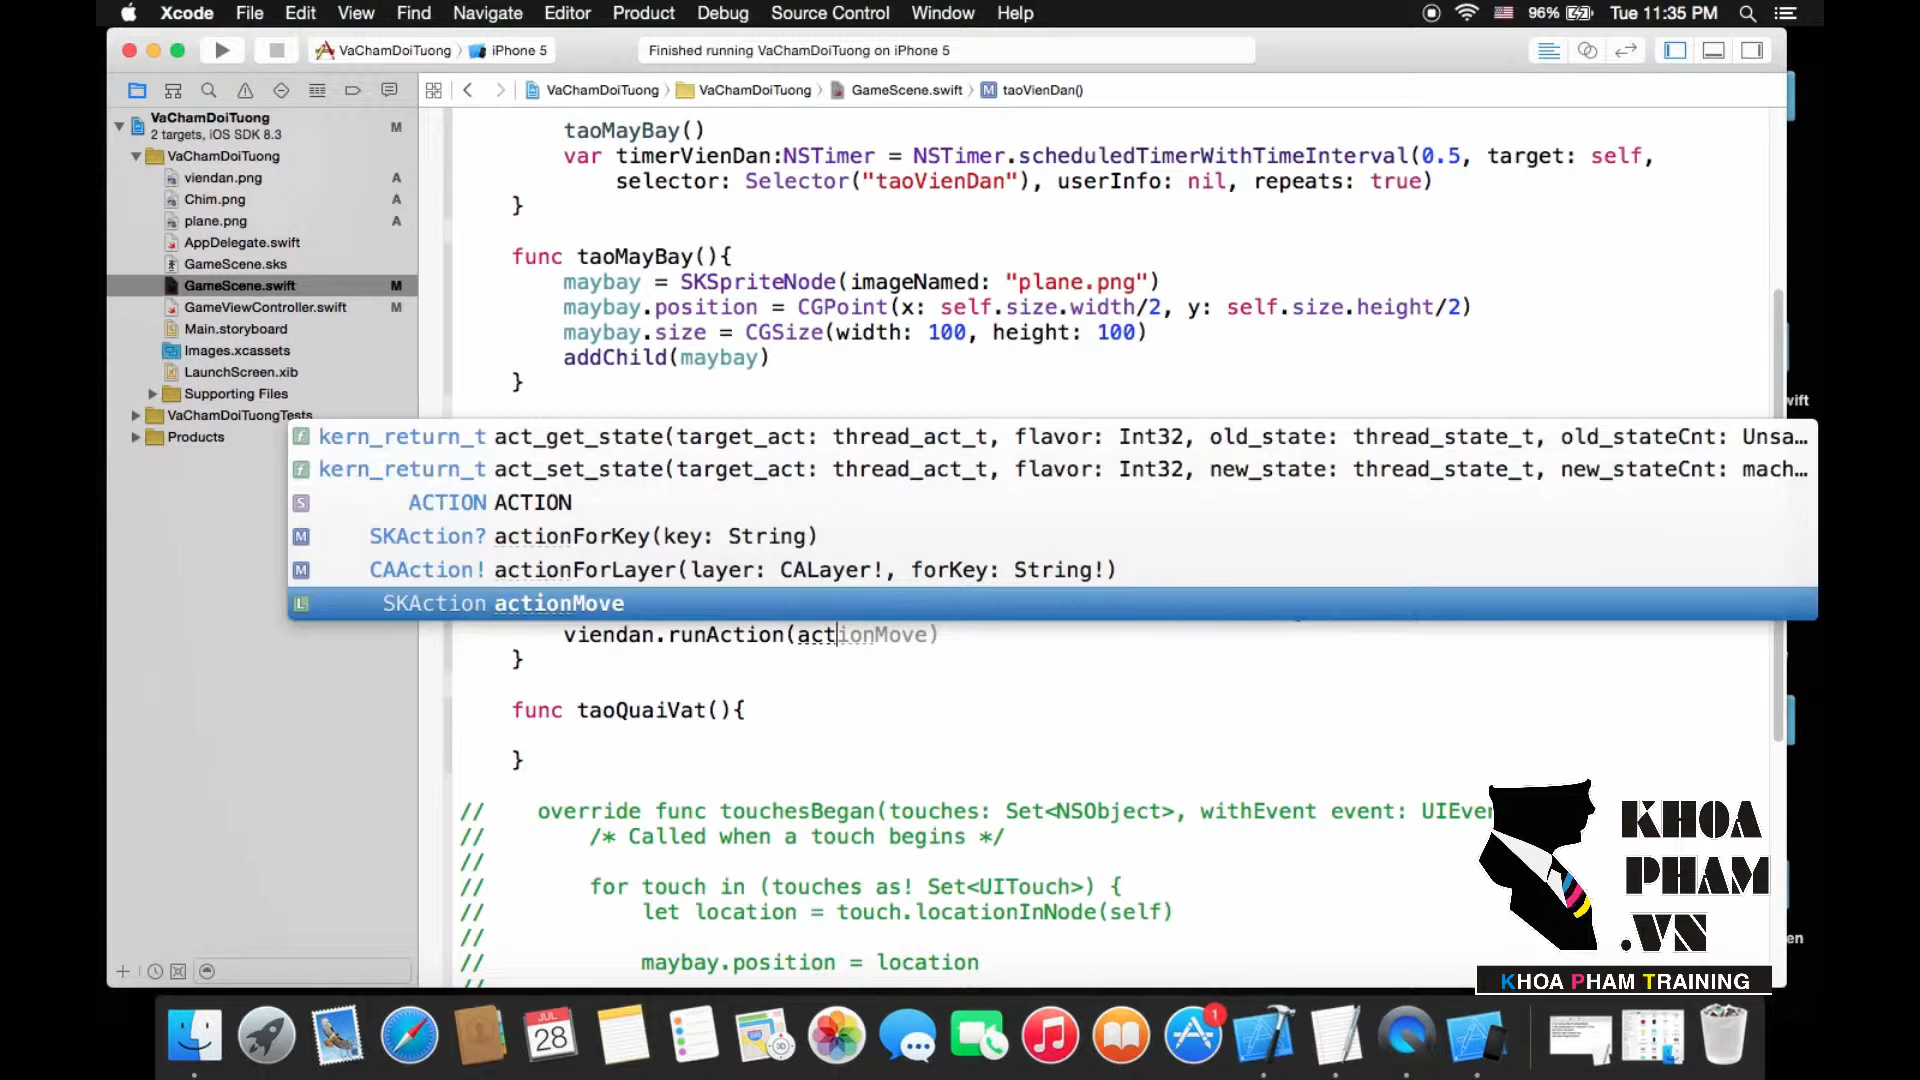 Xcode File Edit View Find Navigate Editor Product Debug Source Control Window Help 96% Tue 11:35 PM
VaChamDoiTuong iPhone 5 Finished running VaChamDoiTuong on iPhone 5
VaChamDoiTuong VaChamDoiTuong GameScene.swift M taoVienDan()
VaChamDoiTuong M
2 targets, iOS SDK 8.3
VaChamDoiTuong
viendan.png A
Chim.png A
plane.png A
AppDelegate.swift
GameScene.sks
GameScene.swift M
GameViewController.swift M
Main.storyboard
Images.xcassets
LaunchScreen.xib
Supporting Files
VaChamDoiTuongTests
Products
taoMayBay()
var timerVienDan:NSTimer = NSTimer.scheduledTimerWithTimeInterval(0.5, target: self,
selector: Selector("taoVienDan"), userInfo: nil, repeats: true)
}
func taoMayBay(){
maybay = SKSpriteNode(imageNamed: "plane.png")
maybay.position = CGPoint(x: self.size.width/2, y: self.size.height/2)
maybay.size = CGSize(width: 100, height: 100)
addChild(maybay)
}
f kern_return_t act_get_state(target_act: thread_act_t, flavor: Int32, old_state: thread_state_t, old_stateCnt: Unsa…
f kern_return_t act_set_state(target_act: thread_act_t, flavor: Int32, new_state: thread_state_t, new_stateCnt: mach…
S ACTION ACTION
M SKAction? actionForKey(key: String)
M CAAction! actionForLayer(layer: CALayer!, forKey: String!)
L SKAction actionMove
viendan.runAction(actionMove)
}
func taoQuaiVat(){
}
// override func touchesBegan(touches: Set<NSObject>, withEvent event: UIEven
// /* Called when a touch begins */
//
// for touch in (touches as! Set<UITouch>) {
// let location = touch.locationInNode(self)
//
// maybay.position = location
//
wift
en
KHOA
PHAM
.VN
KHOA PHAM TRAINING
JUL
28
1